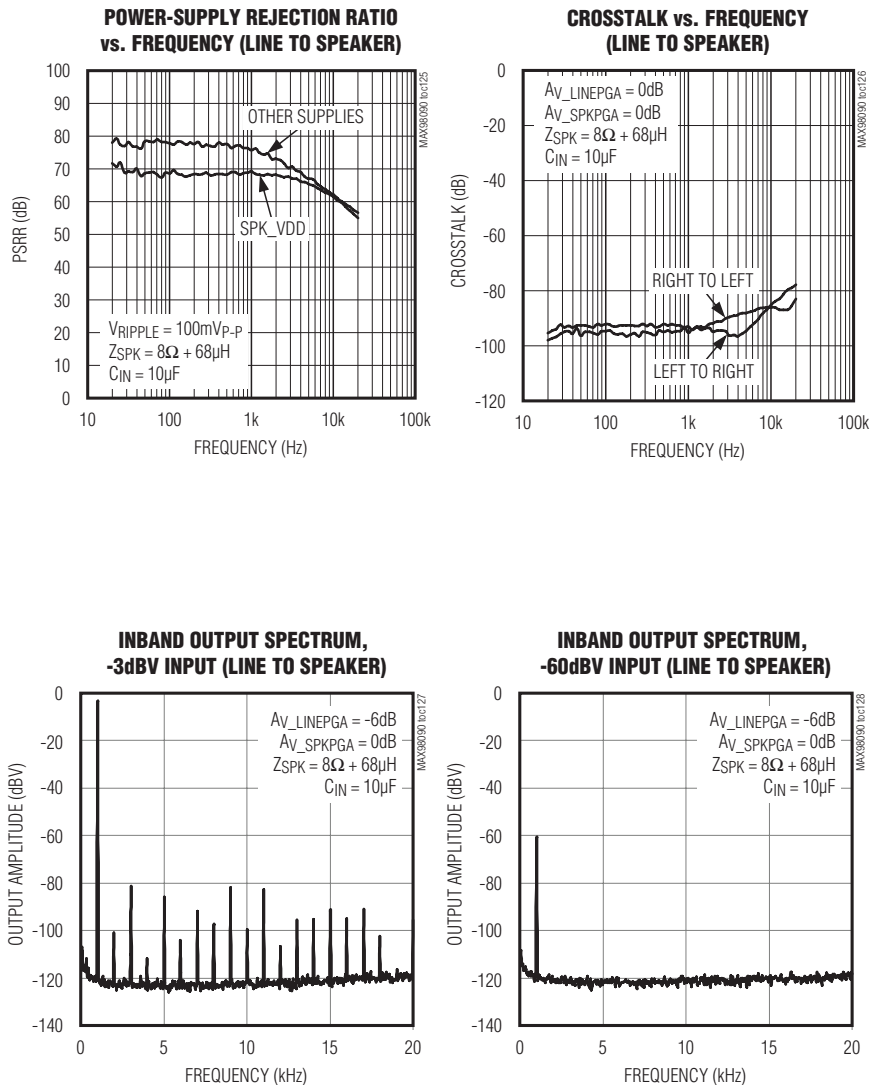 POWER-SUPPLY REJECTION RATIO
vs. FREQUENCY (LINE TO SPEAKER)
MAX98090 toc125
PSRR (dB)
100
90
80
70
60
50
40
30
20
10
0
OTHER SUPPLIES
SPK_VDD
VRIPPLE = 100mVP-P
ZSPK = 8Ω + 68µH
CIN = 10µF
10 100 1k 10k 100k
FREQUENCY (Hz)
CROSSTALK vs. FREQUENCY
(LINE TO SPEAKER)
MAX98090 toc126
CROSSTALK (dB)
0
-20
-40
-60
-80
-100
-120
AV_LINEPGA = 0dB
AV_SPKPGA = 0dB
ZSPK = 8Ω + 68µH
CIN = 10µF
RIGHT TO LEFT
LEFT TO RIGHT
10 100 1k 10k 100k
FREQUENCY (Hz)
INBAND OUTPUT SPECTRUM,
-3dBV INPUT (LINE TO SPEAKER)
MAX98090 toc127
OUTPUT AMPLITUDE (dBV)
0
-20
-40
-60
-80
-100
-120
-140
AV_LINEPGA = -6dB
AV_SPKPGA = 0dB
ZSPK = 8Ω + 68µH
CIN = 10µF
0 5 10 15 20
FREQUENCY (kHz)
INBAND OUTPUT SPECTRUM,
-60dBV INPUT (LINE TO SPEAKER)
MAX98090 toc128
OUTPUT AMPLITUDE (dBV)
0
-20
-40
-60
-80
-100
-120
-140
AV_LINEPGA = -6dB
AV_SPKPGA = 0dB
ZSPK = 8Ω + 68µH
CIN = 10µF
0 5 10 15 20
FREQUENCY (kHz)